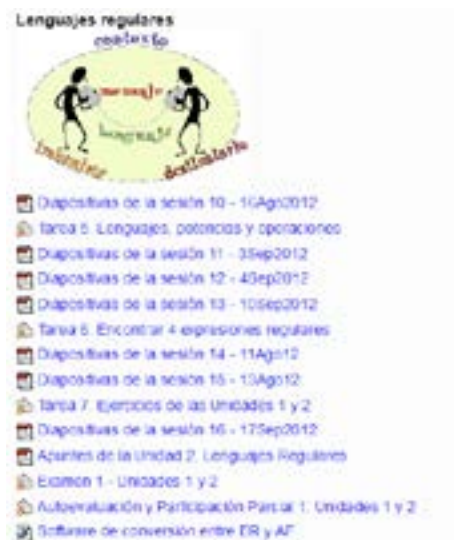 Lenguajes regulares
contexto
mensaje
Lenguaje
destinatario
Diapositivas de la sesión 10 - 16Ago2012
Tarea 5. Lenguajes, potencias y operaciones
Diapositivas de la sesión 11 - 3Sep2012
Diapositivas de la sesión 12 - 4Sep2012
Diapositivas de la sesión 13 - 10Sep2012
Tarea 6. Encontrar 4 expresiones regulares
Diapositivas de la sesión 14 - 11Ago12
Diapositivas de la sesión 15 - 13Ago12
Tarea 7. Ejercicios de las Unidades 1 y 2
Diapositivas de la sesión 16 - 17Sep2012
Apuntes de la Unidad 2. Lenguajes Regulares
Examen 1 - Unidades 1 y 2
Autoevaluación y Participación Parcial 1. Unidades 1 y 2
Software de conversión entre ER y AF